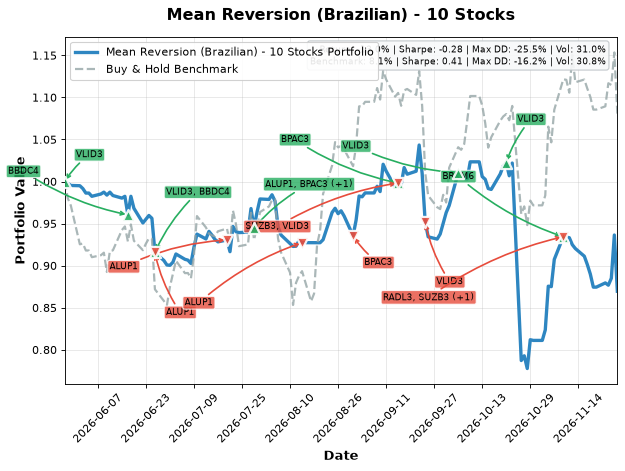 Mean Reversion (Brazilian) - 10 Stocks
Mean Reversion (Brazilian) - 10 Stocks Portfolio
Buy & Hold Benchmark
% | Sharpe: -0.28 | Max DD: -25.5% | Vol: 31.0%
1% | Sharpe: 0.41 | Max DD: -16.2% | Vol: 30.8%
Portfolio Value
1.15
1.10
1.05
1.00
0.95
0.90
0.85
0.80
VLID3
BBDC4
VLID3, BBDC4
ALUP1
ALUP1
ALUP1
SUZB3, VLID3
ALUP1, BPAC3 (+1)
BPAC3
VLID3
BPAC3
VLID3
VLID3
RADL3, SUZB3 (+1)
2026-06-07
2026-06-23
2026-07-09
2026-07-25
2026-08-10
2026-08-26
2026-09-11
2026-09-27
2026-10-13
2026-10-29
2026-11-14
Date